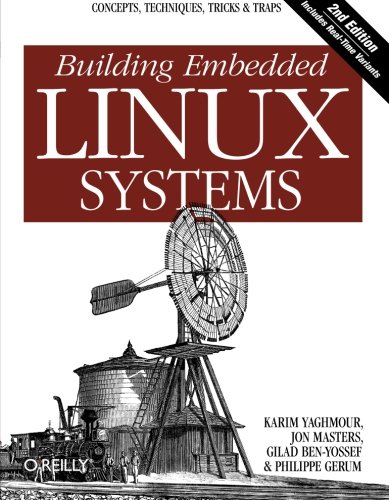 CONCEPTS, TECHNIQUES, TRICKS & TRAPS
2nd Edition
Includes Real-Time Variants
Building Embedded
LINUX
SYSTEMS
KARIM YAGHMOUR,
JON MASTERS,
GILAD BEN-YOSSEF
& PHILIPPE GERUM
O'REILLY